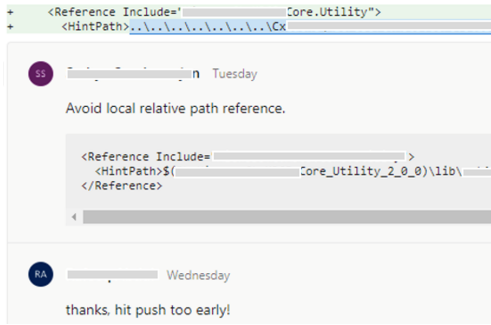 + <Reference Include="Core.Utility">
+ <HintPath>..\..\..\..\..\..\..\Cx
SS Tuesday
Avoid local relative path reference.
<Reference Include= >
<HintPath>$( Core_Utility_2_0_0)\lib\
</Reference>
RA Wednesday
thanks, hit push too early!